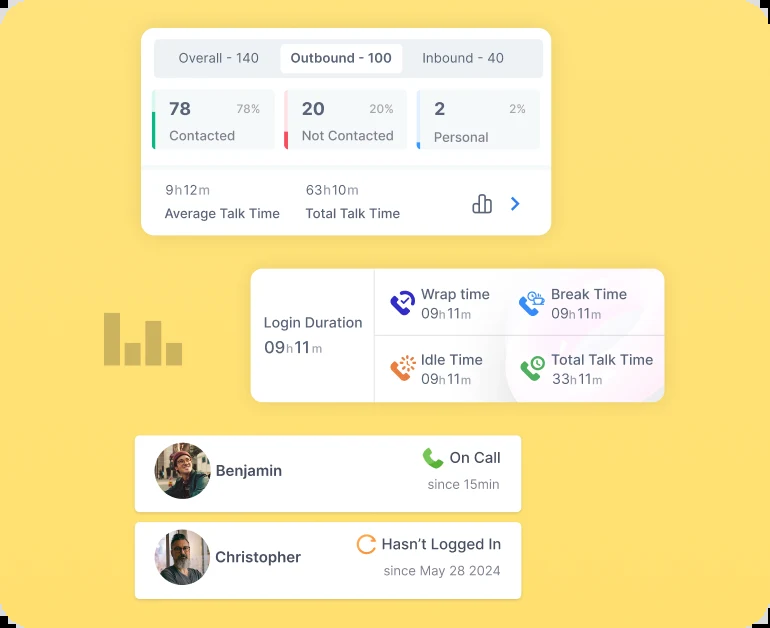 Overall - 140 Outbound - 100 Inbound - 40
78 78% 20 20% 2 2%
Contacted Not Contacted Personal
9h12m 63h10m
Average Talk Time Total Talk Time
Login Duration
09h11m
Wrap time
09h11m
Break Time
09h11m
Idle Time
09h11m
Total Talk Time
33h11m
Benjamin
On Call
since 15min
Christopher
Hasn’t Logged In
since May 28 2024